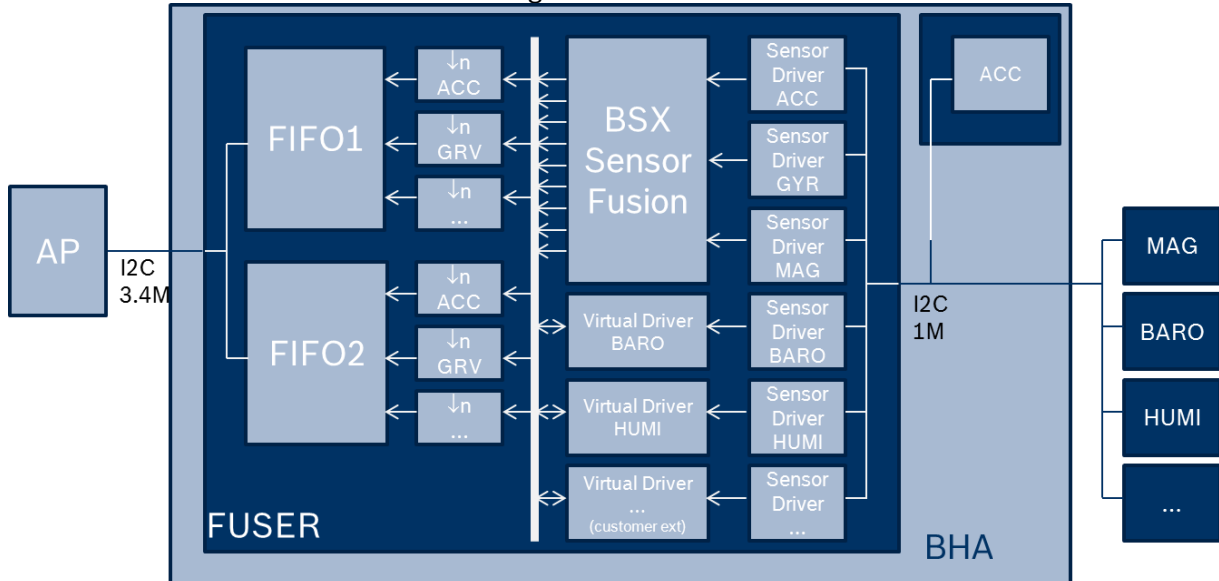 AP
I2C
3.4M
FIFO1
FIFO2
↓n
ACC
↓n
GRV
↓n
...
↓n
ACC
↓n
GRV
↓n
...
BSX
Sensor
Fusion
Virtual Driver
BARO
Virtual Driver
HUMI
Virtual Driver
...
(customer ext)
Sensor
Driver
ACC
Sensor
Driver
GYR
Sensor
Driver
MAG
Sensor
Driver
BARO
Sensor
Driver
HUMI
Sensor
Driver
...
FUSER
ACC
I2C
1M
BHA
MAG
BARO
HUMI
...